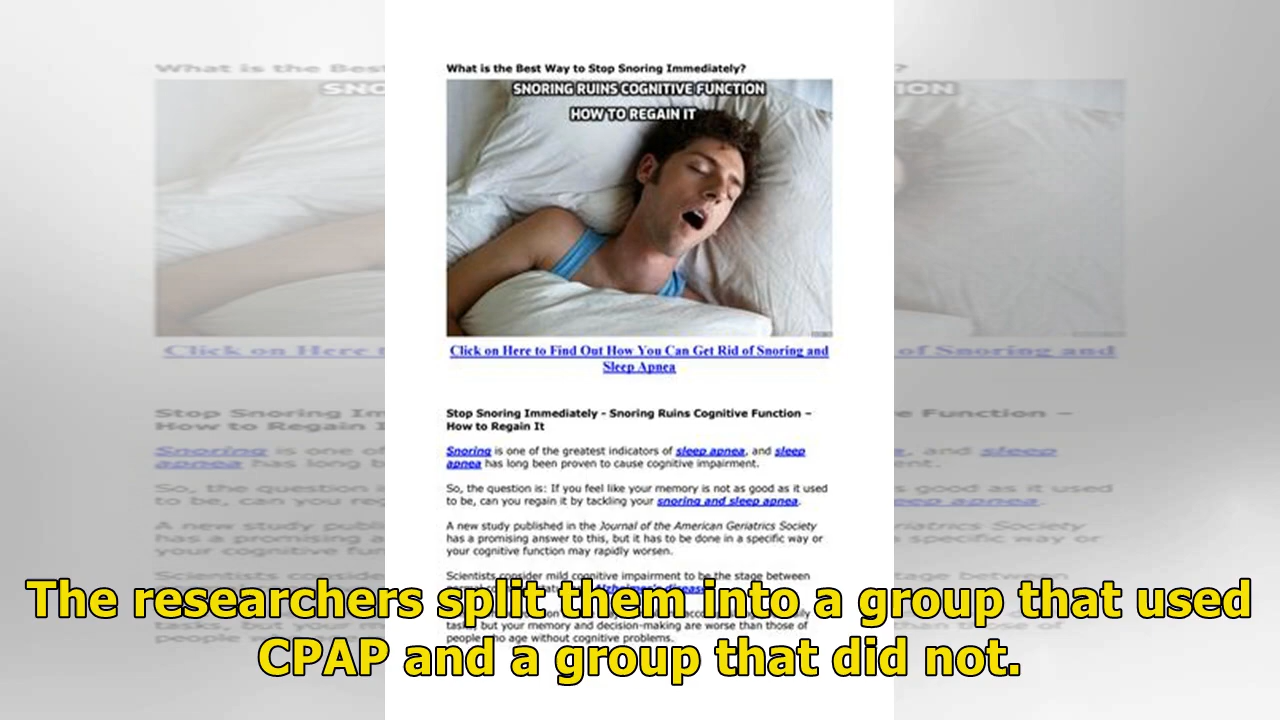 What is the Best Way to Stop Snoring Immediately?
SNORING RUINS COGNITIVE FUNCTION
HOW TO REGAIN IT
Click on Here to Find Out How You Can Get Rid of Snoring and
Sleep Apnea
Stop Snoring Immediately - Snoring Ruins Cognitive Function –
How to Regain It
Snoring is one of the greatest indicators of sleep apnea, and sleep
apnea has long been proven to cause cognitive impairment.
So, the question is: If you feel like your memory is not as good as it used
to be, can you regain it by tackling your snoring and sleep apnea.
A new study published in the Journal of the American Geriatrics Society
has a promising answer to this, but it has to be done in a specific way or
your cognitive function may rapidly worsen.
Scientists consider mild cognitive impairment to be the stage between
but your memory and decision-making are worse than those of
people who age without cognitive problems.
The researchers split them into a group that used
CPAP and a group that did not.